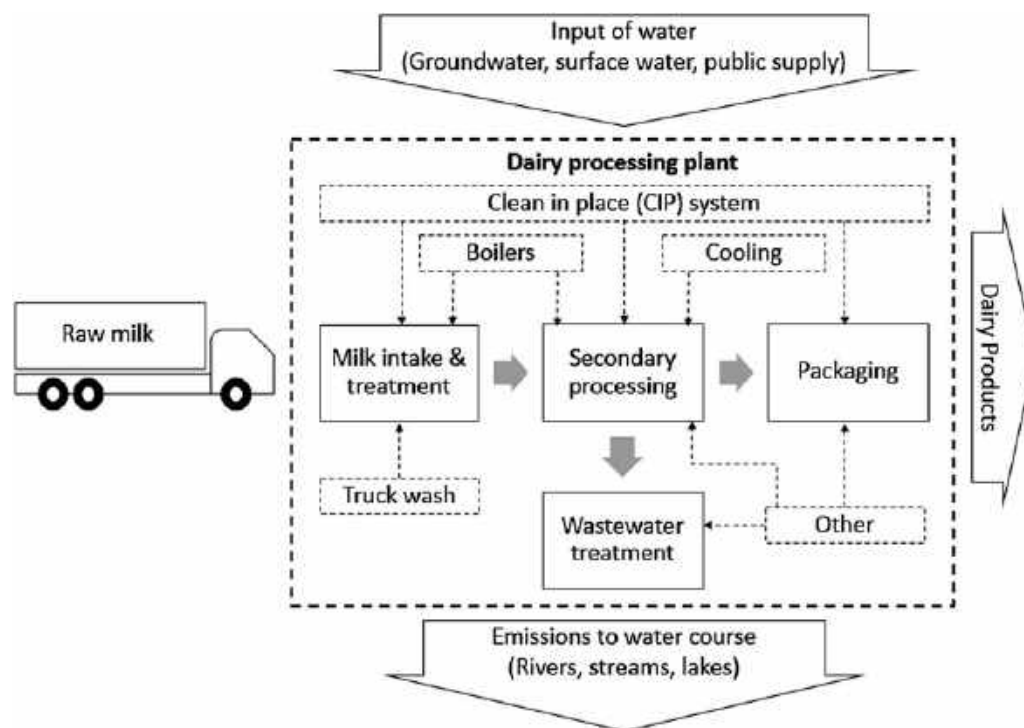 Input of water
(Groundwater, surface water, public supply)
Dairy processing plant
Clean in place (CIP) system
Boilers
Cooling
Raw milk
Milk intake &
treatment
Secondary
processing
Packaging
Dairy Products
Truck wash
Wastewater
treatment
Other
Emissions to water course
(Rivers, streams, lakes)